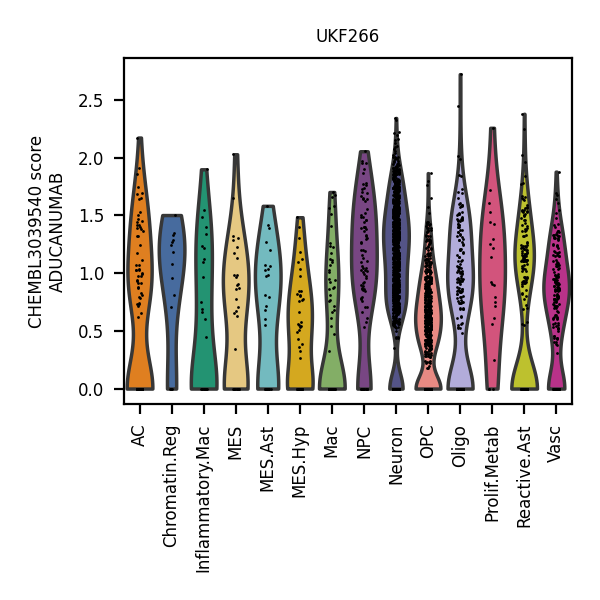 UKF266
CHEMBL3039540 score
ADUCANUMAB
2.5
2.0
1.5
1.0
0.5
0.0
AC
Chromatin.Reg
Inflammatory.Mac
MES
MES.Ast
MES.Hyp
Mac
NPC
Neuron
OPC
Oligo
Prolif.Metab
Reactive.Ast
Vasc